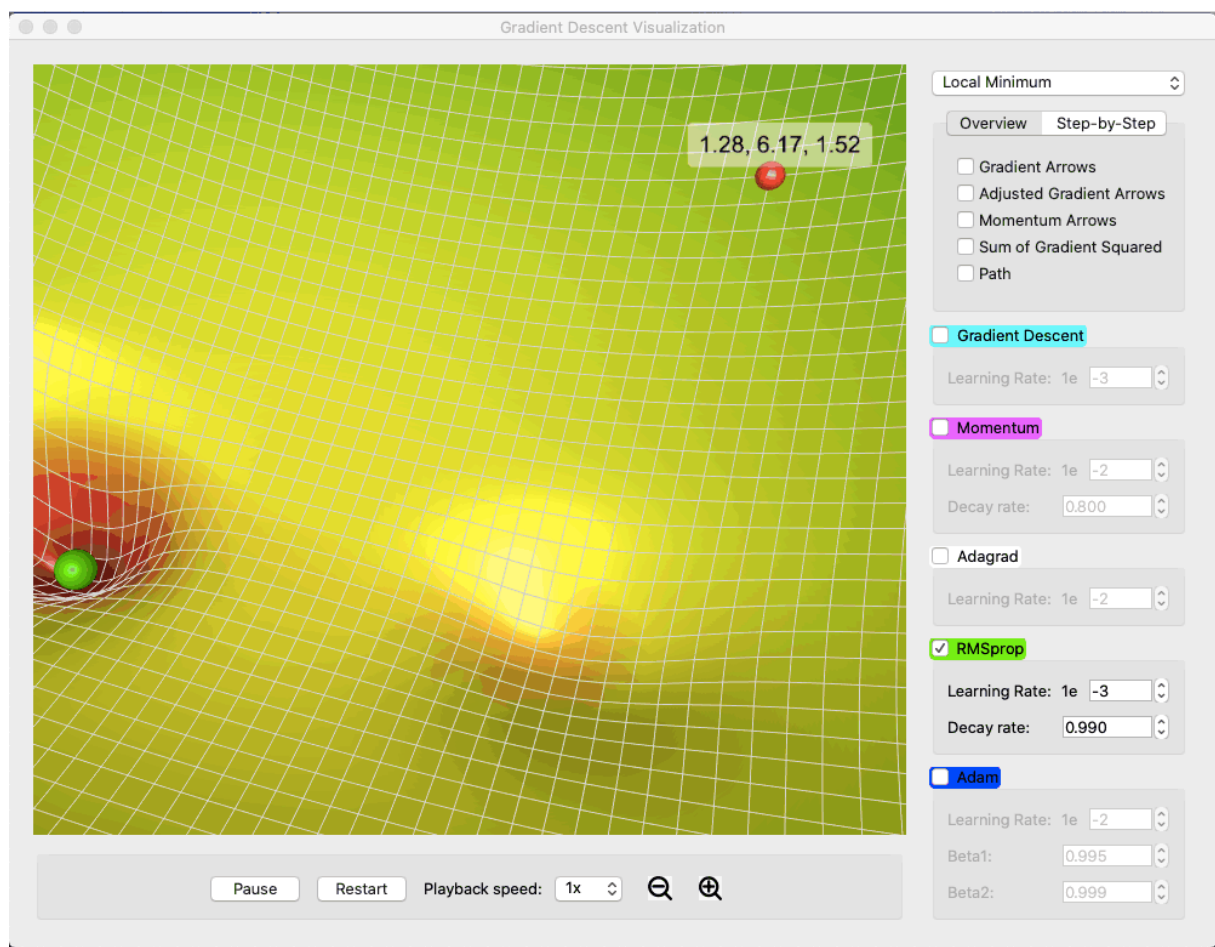 Gradient Descent Visualization
1.28, 6.17, 1.52
Local Minimum
Overview Step-by-Step
Gradient Arrows
Adjusted Gradient Arrows
Momentum Arrows
Sum of Gradient Squared
Path
Gradient Descent
Learning Rate: 1e -3
Momentum
Learning Rate: 1e -2
Decay rate: 0.800
Adagrad
Learning Rate: 1e -2
RMSprop
Learning Rate: 1e -3
Decay rate: 0.990
Adam
Learning Rate: 1e -2
Beta1: 0.995
Beta2: 0.999
Pause Restart Playback speed: 1x